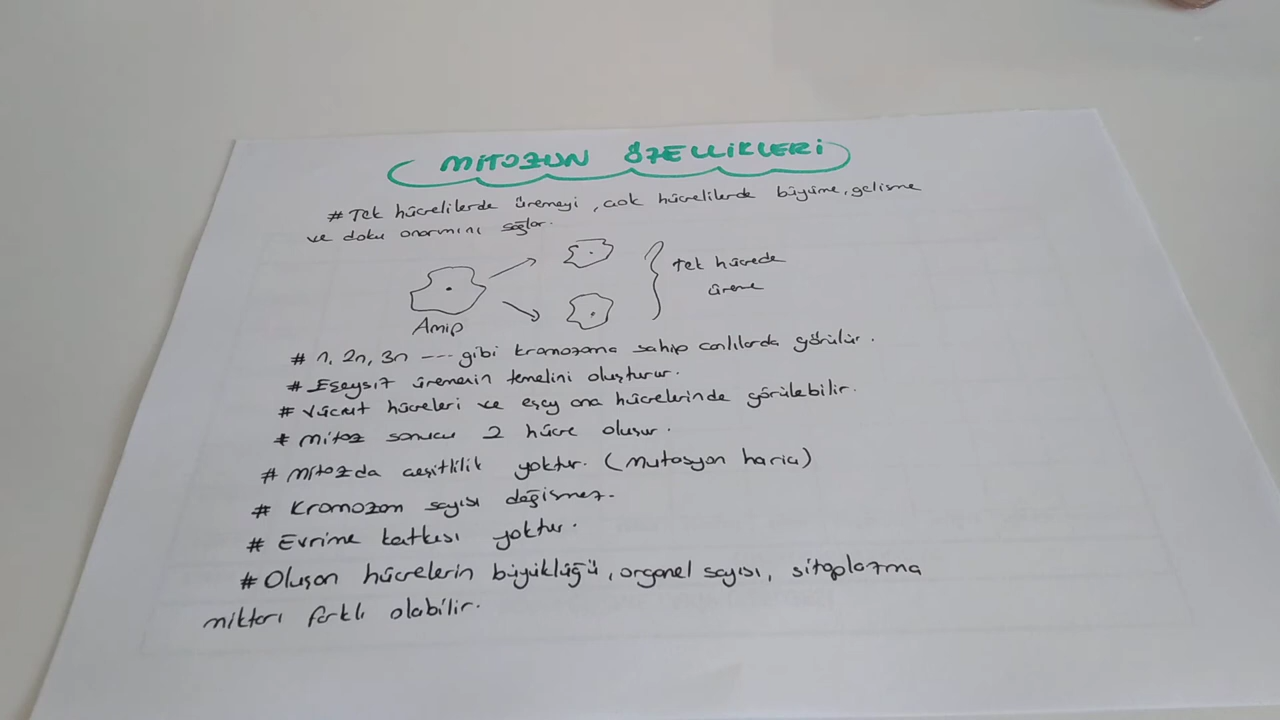 MİTOZUN ÖZELLİKLERİ
# Tek hücrelilerde üremeyi, çok hücrelilerde büyüme, gelişme
ve doku onarımını sağlar.
Tek hücrede
üreme
Amip
# n, 2n, 3n ---- gibi kromozoma sahip canlılarda görülür.
# Eşeysiz üremenin temelini oluşturur.
# Vücut hücreleri ve eşey ana hücrelerinde görülebilir.
# Mitoz sonucu 2 hücre oluşur.
# Mitozda çeşitlilik yoktur. (Mutasyon hariç)
# Kromozom sayısı değişmez.
# Evrime katkısı yoktur.
# Oluşan hücrelerin büyüklüğü, organel sayısı, sitoplazma
miktarı farklı olabilir.